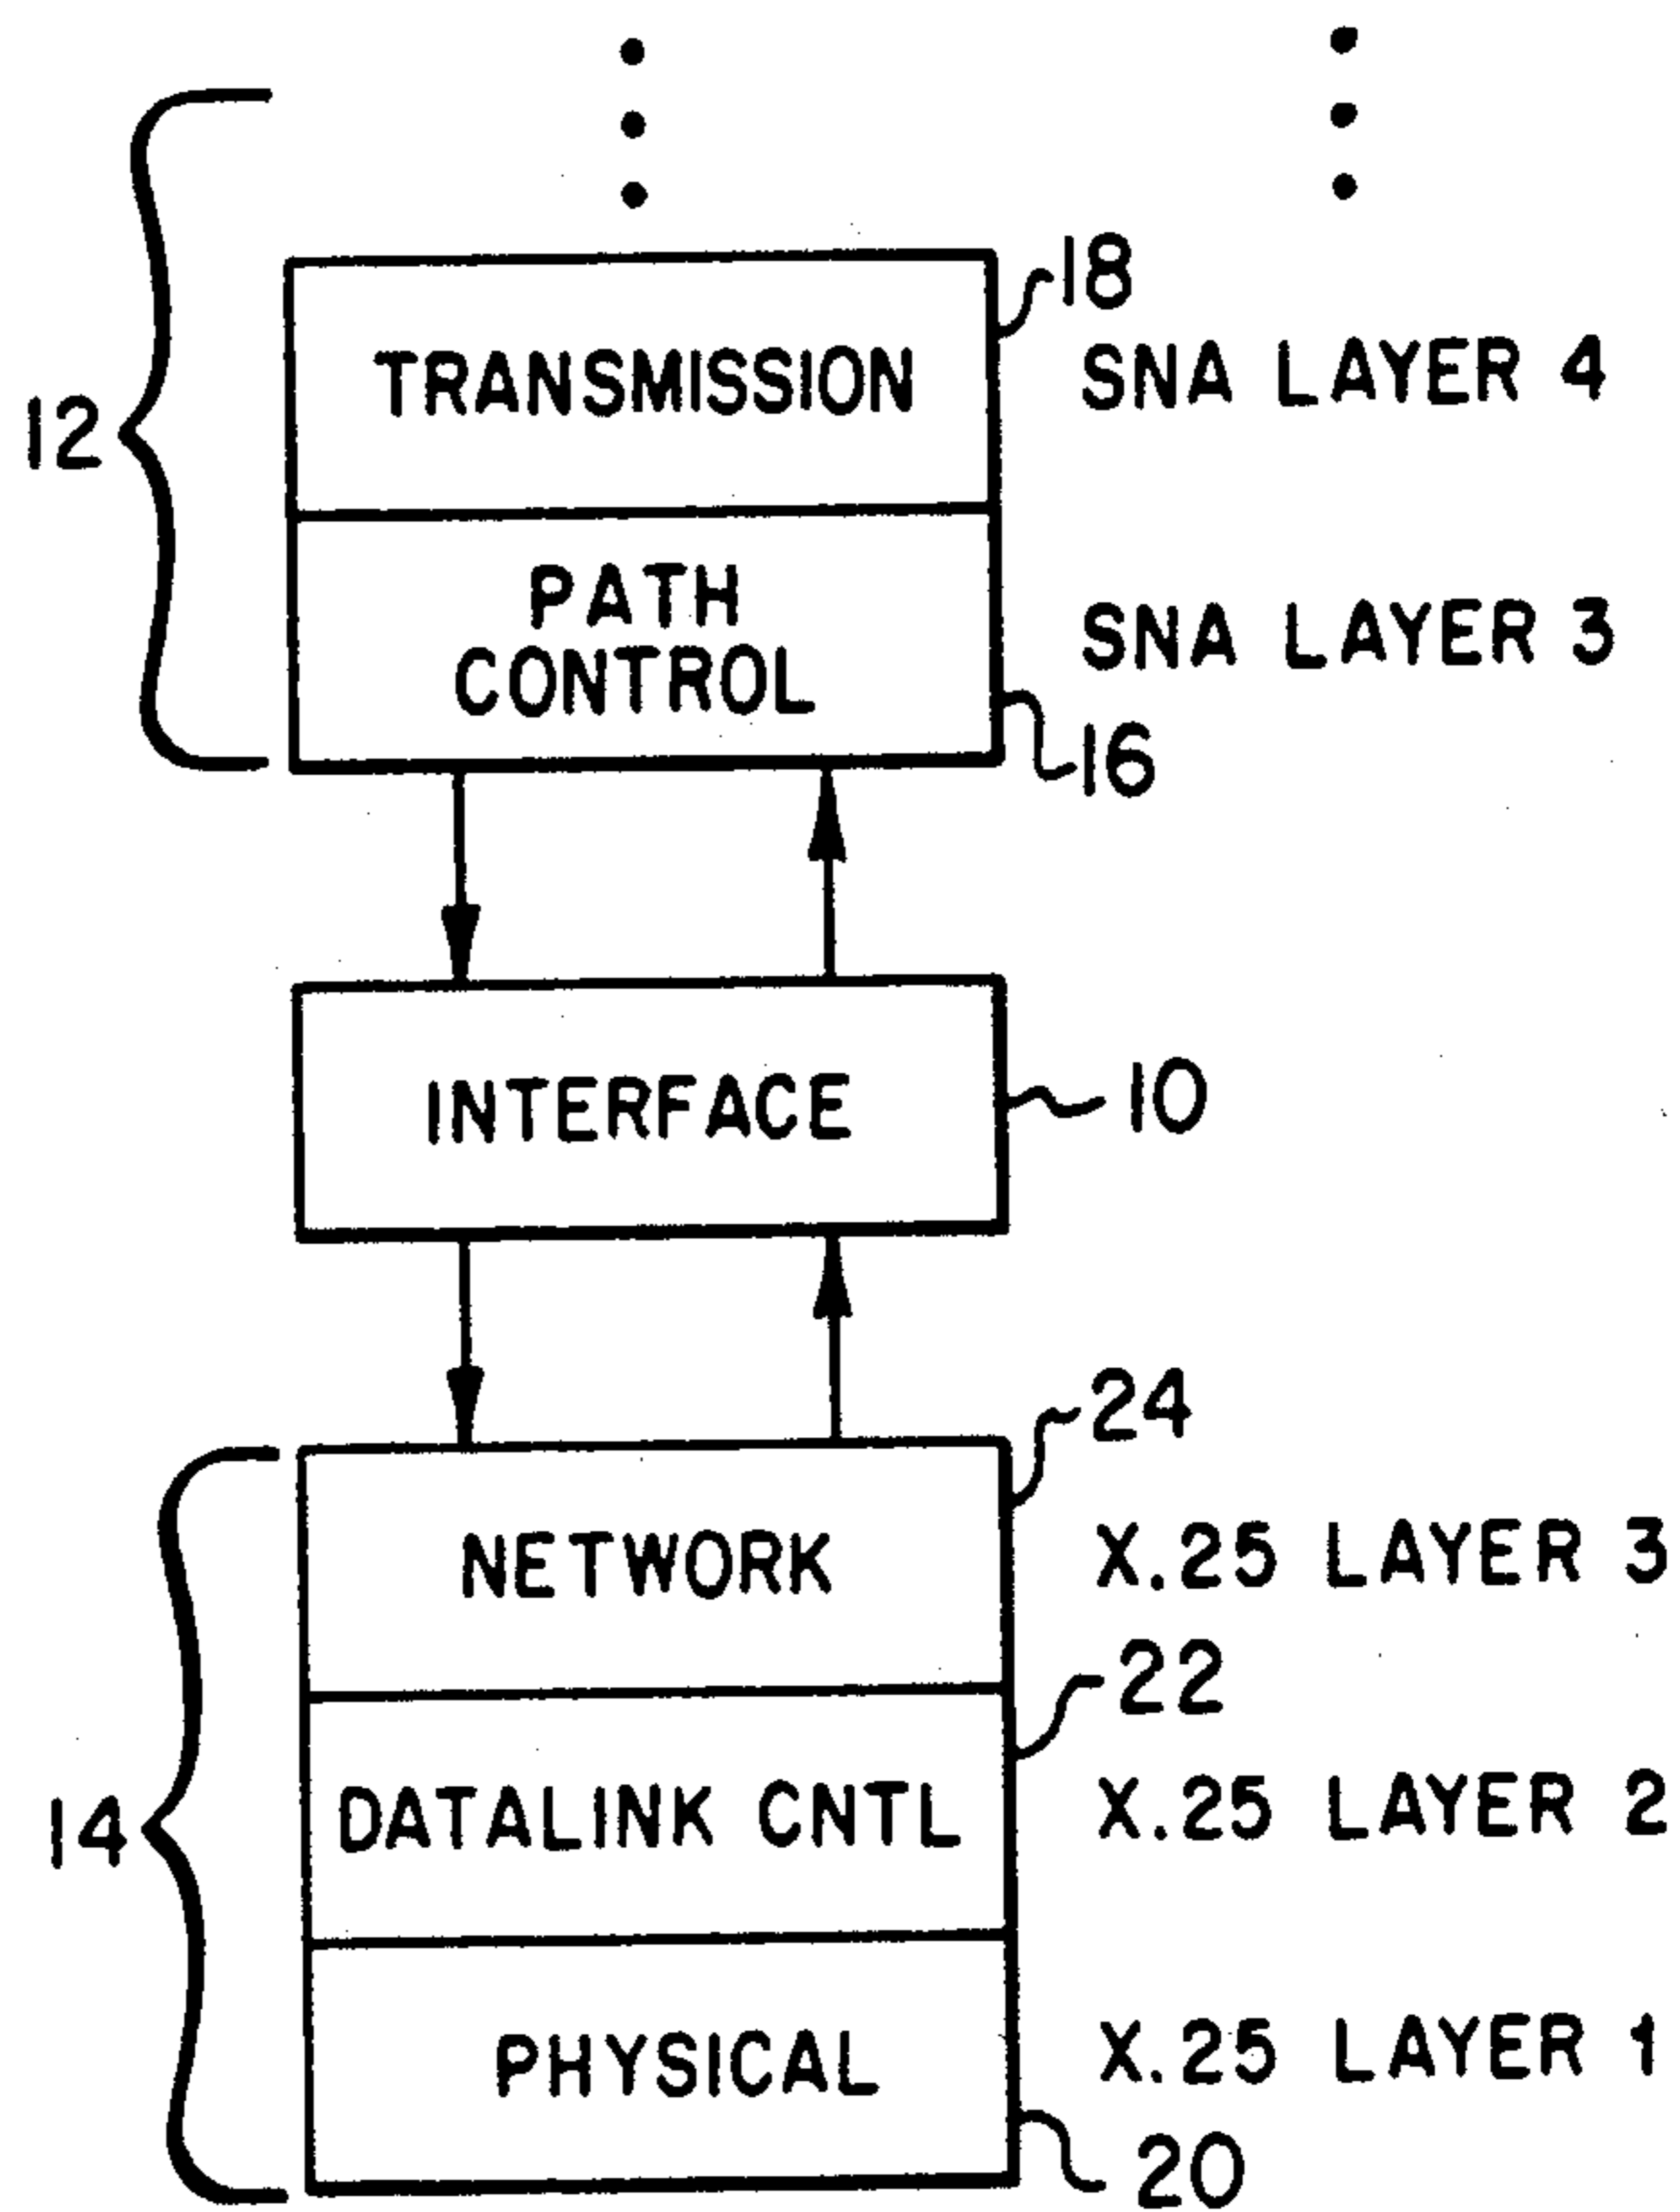 18
TRANSMISSION
SNA LAYER 4
12
PATH
CONTROL
SNA LAYER 3
16
INTERFACE
10
24
NETWORK
X.25 LAYER 3
22
14
DATALINK CNTL
X.25 LAYER 2
PHYSICAL
X.25 LAYER 1
20